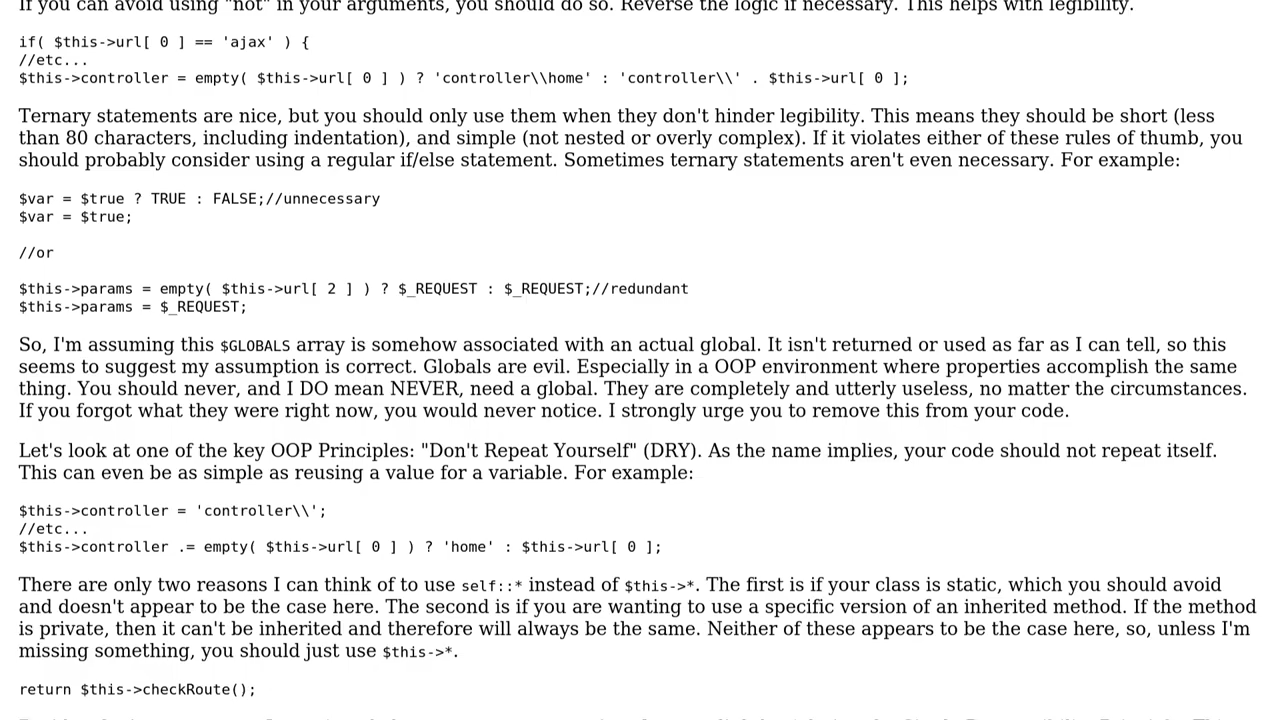 If you can avoid using "not" in your arguments, you should do so. Reverse the logic if necessary. This helps with legibility.
if( $this->url[ 0 ] == 'ajax' ) {
//etc...
$this->controller = empty( $this->url[ 0 ] ) ? 'controller\\home' : 'controller\\' . $this->url[ 0 ];
Ternary statements are nice, but you should only use them when they don't hinder legibility. This means they should be short (less
than 80 characters, including indentation), and simple (not nested or overly complex). If it violates either of these rules of thumb, you
should probably consider using a regular if/else statement. Sometimes ternary statements aren't even necessary. For example:
$var = $true ? TRUE : FALSE;//unnecessary
$var = $true;
//or
$this->params = empty( $this->url[ 2 ] ) ? $_REQUEST : $_REQUEST;//redundant
$this->params = $_REQUEST;
So, I'm assuming this $GLOBALS array is somehow associated with an actual global. It isn't returned or used as far as I can tell, so this
seems to suggest my assumption is correct. Globals are evil. Especially in a OOP environment where properties accomplish the same
thing. You should never, and I DO mean NEVER, need a global. They are completely and utterly useless, no matter the circumstances.
If you forgot what they were right now, you would never notice. I strongly urge you to remove this from your code.
Let's look at one of the key OOP Principles: "Don't Repeat Yourself" (DRY). As the name implies, your code should not repeat itself.
This can even be as simple as reusing a value for a variable. For example:
$this->controller = 'controller\\';
//etc...
$this->controller .= empty( $this->url[ 0 ] ) ? 'home' : $this->url[ 0 ];
There are only two reasons I can think of to use self::* instead of $this->*. The first is if your class is static, which you should avoid
and doesn't appear to be the case here. The second is if you are wanting to use a specific version of an inherited method. If the method
is private, then it can't be inherited and therefore will always be the same. Neither of these appears to be the case here, so, unless I'm
missing something, you should just use $this->*.
return $this->checkRoute();